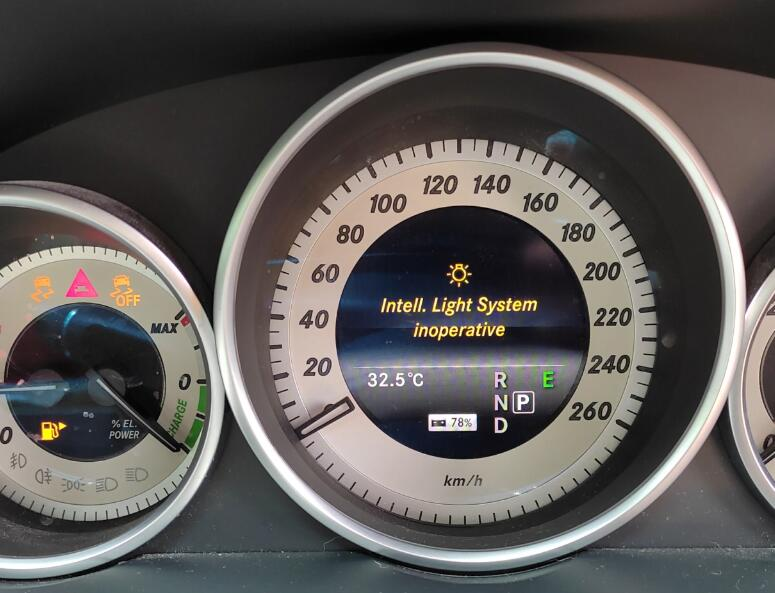 120 140
100 160
80 180
60 200
40 220
20 240
260
Intell. Light System
inoperative
32.5°C
R E
N P
78% D
km/h
OFF
MAX
0
CHARGE
% EL.
POWER
0